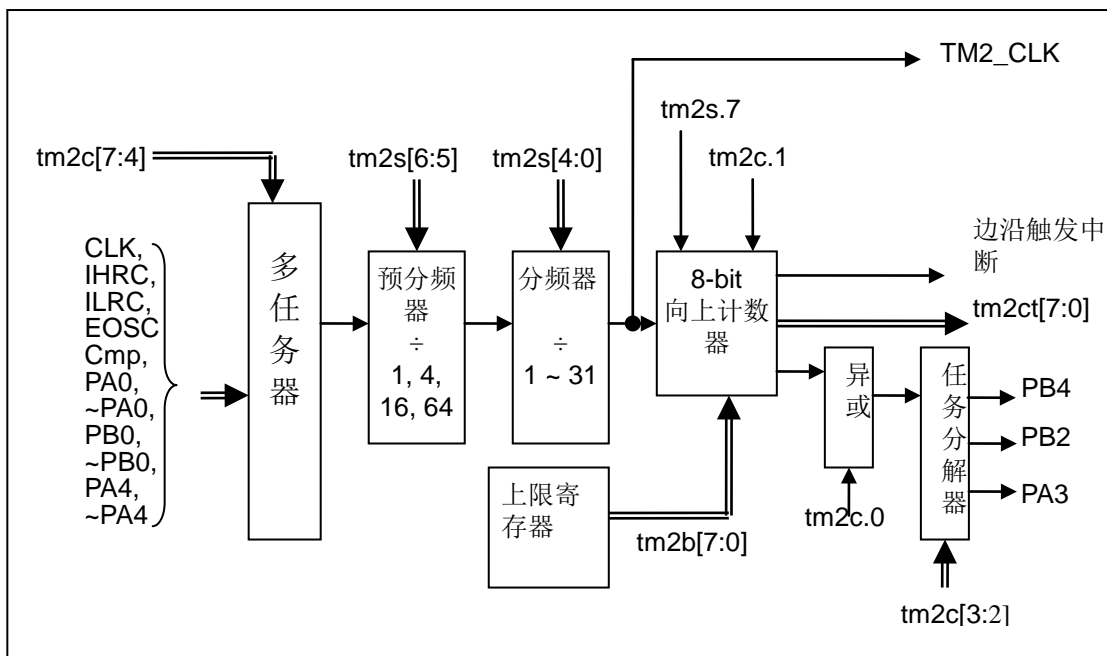 TM2_CLK
tm2s.7
tm2c[7:4]
tm2s[6:5]
tm2s[4:0]
tm2c.1
CLK,
IHRC,
ILRC,
EOSC
Cmp,
PA0,
~PA0,
PB0,
~PB0,
PA4,
~PA4
多
任
务
器
预分频
器
÷
1, 4,
16, 64
分频器
÷
1 ~ 31
8-bit
向上计数
器
边沿触发中
断
tm2ct[7:0]
异
或
任
务
分
解
器
PB4
PB2
PA3
上限寄
存器
tm2b[7:0]
tm2c.0
tm2c[3:2]